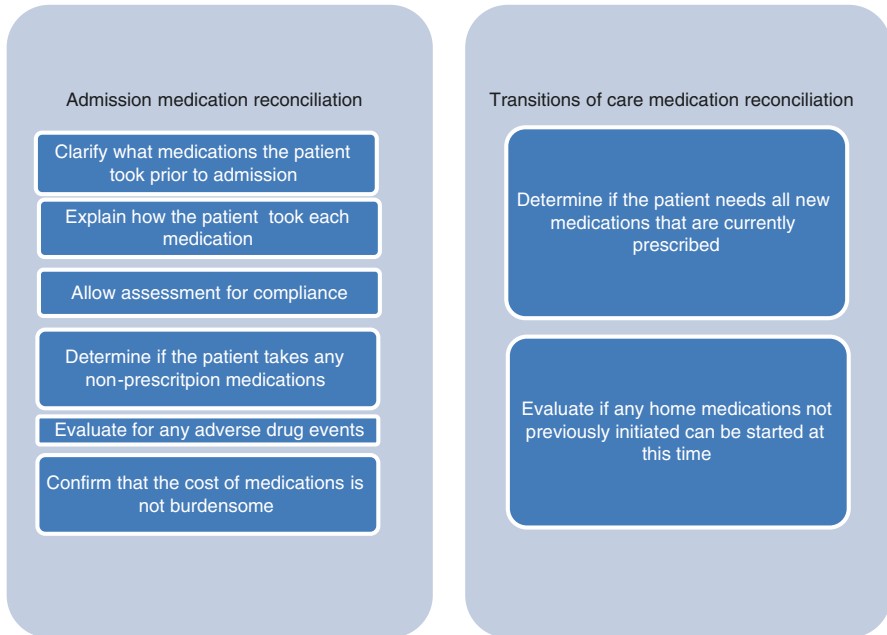 Admission medication reconciliation
Clarify what medications the patient
took prior to admission
Explain how the patient took each
medication
Allow assessment for compliance
Determine if the patient takes any
non-prescritpion medications
Evaluate for any adverse drug events
Confirm that the cost of medications is
not burdensome
Transitions of care medication reconciliation
Determine if the patient needs all new
medications that are currently
prescribed
Evaluate if any home medications not
previously initiated can be started at
this time